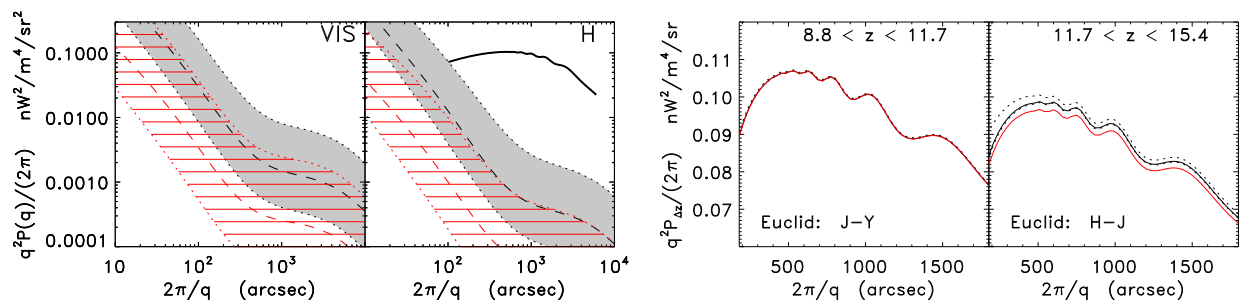 VIS
H
q²P(q)/(2π) nW²/m⁴/sr²
0.1000
0.0100
0.0010
0.0001
10 10² 10³
10² 10³ 10⁴
2π/q (arcsec)
2π/q (arcsec)
8.8 < z < 11.7
11.7 < z < 15.4
q²P_Δz/(2π) nW²/m⁴/sr
0.11
0.10
0.09
0.08
0.07
Euclid: J−Y
Euclid: H−J
500 1000 1500
500 1000 1500
2π/q (arcsec)
2π/q (arcsec)